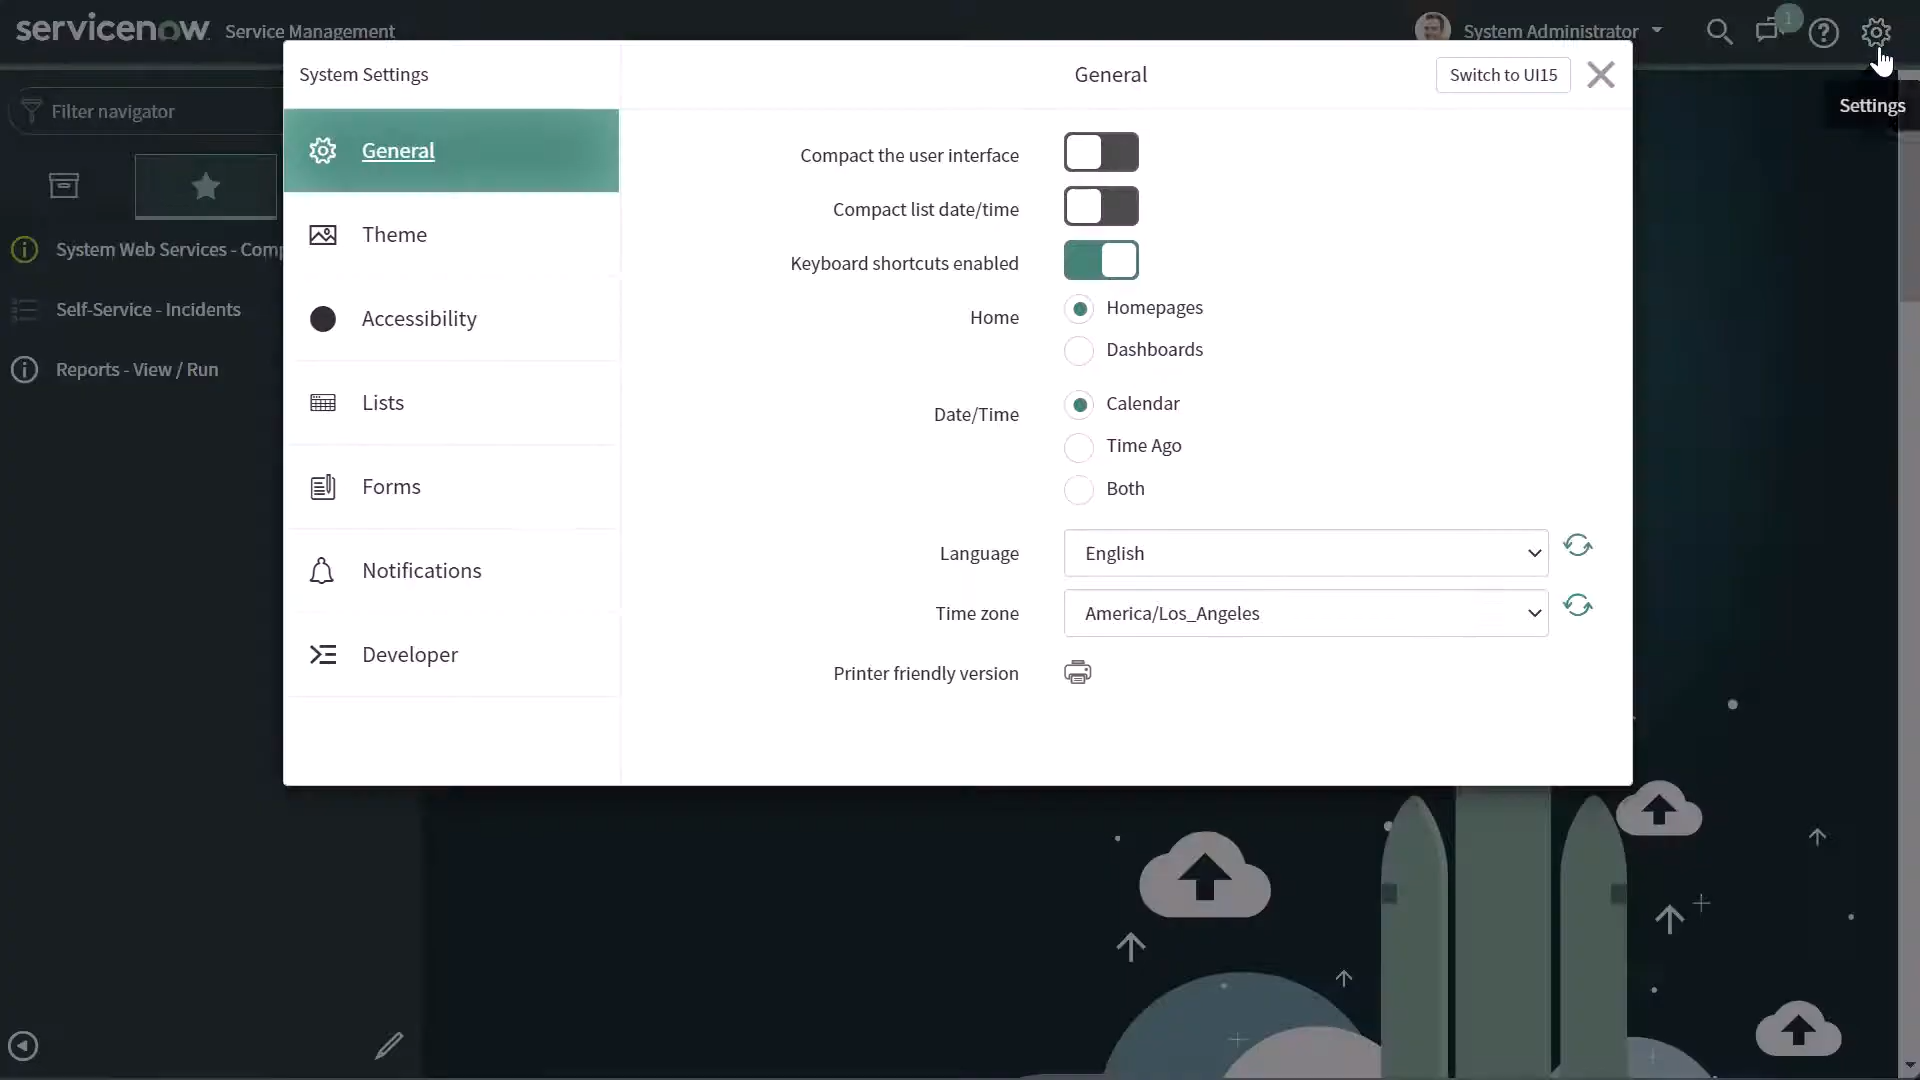 servicenow Service Management
System Administrator
1
Settings
Filter navigator
System Web Services - Comp
Self-Service - Incidents
Reports - View / Run
System Settings
General
Theme
Accessibility
Lists
Forms
Notifications
Developer
General
Switch to UI15
Compact the user interface
Compact list date/time
Keyboard shortcuts enabled
Home
Homepages
Dashboards
Date/Time
Calendar
Time Ago
Both
Language
English
Time zone
America/Los_Angeles
Printer friendly version